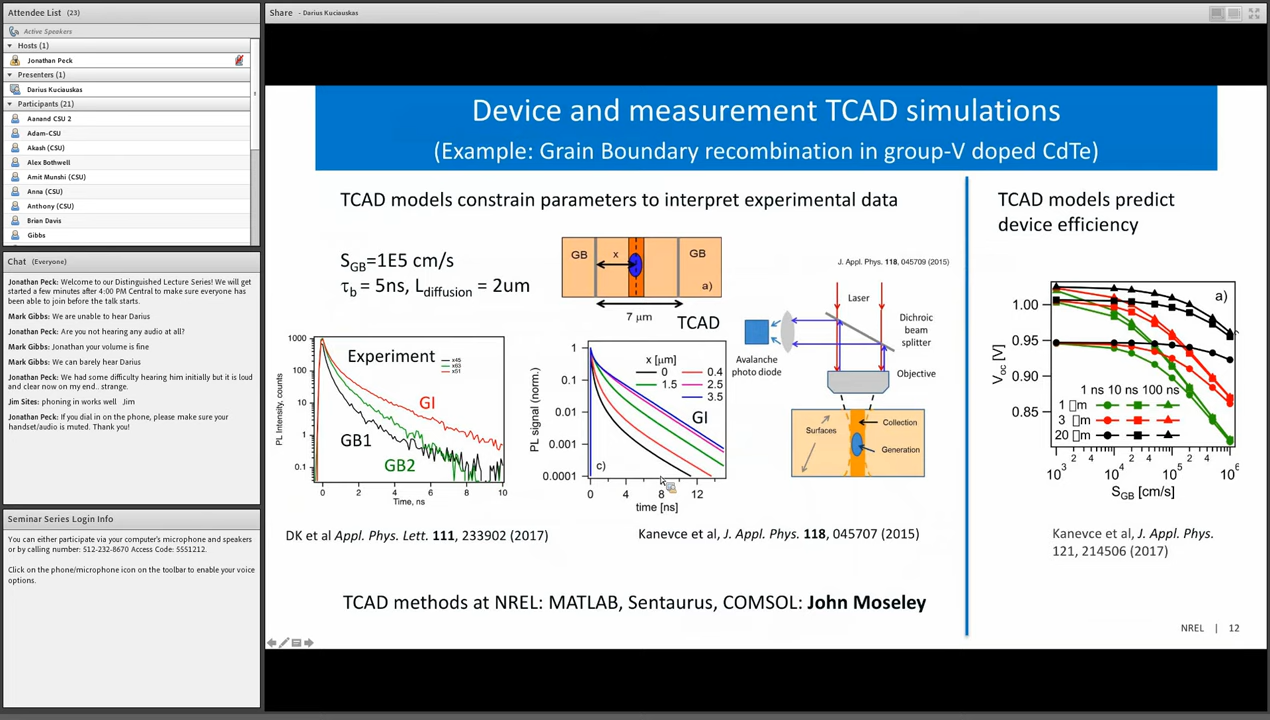 Attendee List (23)
Active Speakers
Hosts (1)
Jonathan Peck
Presenters (1)
Darius Kuciauskas
Participants (21)
Aanand CSU 2
Adam-CSU
Akash (CSU)
Alex Bothwell
Amit Munshi (CSU)
Anna (CSU)
Anthony (CSU)
Brian Davis
Gibbs
Chat (Everyone)
Jonathan Peck: Welcome to our Distinguished Lecture Series! We will get
started a few minutes after 4:00 PM Central to make sure everyone has
been able to join before the talk starts.
Mark Gibbs: We are unable to hear Darius
Jonathan Peck: Are you not hearing any audio at all?
Mark Gibbs: Jonathan your volume is fine
Mark Gibbs: We can barely hear Darius
Jonathan Peck: We had some difficulty hearing him initially but it is loud
and clear now on my end.. strange.
Jim Sites: phoning in works well Jim
Jonathan Peck: If you dial in on the phone, please make sure your
handset/audio is muted. Thank you!
Seminar Series Login Info
You can either participate via your computer's microphone and speakers
or by calling number: 512-232-8670 Access Code: 5551212.
Click on the phone/microphone icon on the toolbar to enable your voice
options.
Share - Darius Kuciauskas
Device and measurement TCAD simulations
(Example: Grain Boundary recombination in group-V doped CdTe)
TCAD models constrain parameters to interpret experimental data
S_GB=1E5 cm/s
τ_b = 5ns, L_diffusion = 2um
GB x GB
a)
7 μm
TCAD
J. Appl. Phys. 118, 045709 (2015)
Laser
Dichroic
beam
splitter
Avalanche
photo diode
Objective
Surfaces
Collection
Generation
PL Intensity, counts
1000
100
10
1
0.1
Experiment
x45
x63
x51
GI
GB1
GB2
0 2 4 6 8 10
Time, ns
PL signal (norm.)
1
0.1
0.01
0.001
0.0001
x [μm]
0 0.4
1.5 2.5
3.5
GI
c)
0 4 8 12
time [ns]
DK et al Appl. Phys. Lett. 111, 233902 (2017)
Kanevce et al, J. Appl. Phys. 118, 045707 (2015)
TCAD methods at NREL: MATLAB, Sentaurus, COMSOL: John Moseley
TCAD models predict
device efficiency
a)
V_oc [V]
1.00
0.95
0.90
0.85
1 ns 10 ns 100 ns
1 □m
3 □m
20 □m
10³ 2 4 10⁴ 2 4 10⁵ 2 4 10⁶
S_GB [cm/s]
Kanevce et al, J. Appl. Phys.
121, 214506 (2017)
NREL | 12